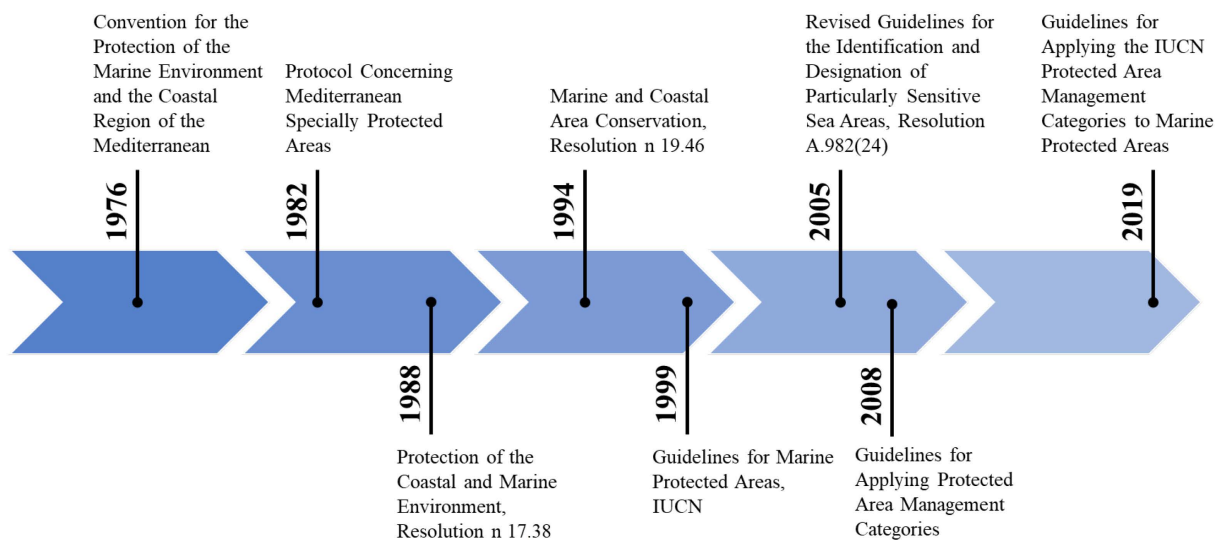 Convention for the
Protection of the
Marine Environment
and the Coastal
Region of the
Mediterranean
1976
Protocol Concerning
Mediterranean
Specially Protected
Areas
1982
Protection of the
Coastal and Marine
Environment,
Resolution n 17.38
1988
Marine and Coastal
Area Conservation,
Resolution n 19.46
1994
Guidelines for Marine
Protected Areas,
IUCN
1999
Revised Guidelines for
the Identification and
Designation of
Particularly Sensitive
Sea Areas, Resolution
A.982(24)
2005
Guidelines for
Applying Protected
Area Management
Categories
2008
Guidelines for
Applying the IUCN
Protected Area
Management
Categories to Marine
Protected Areas
2019